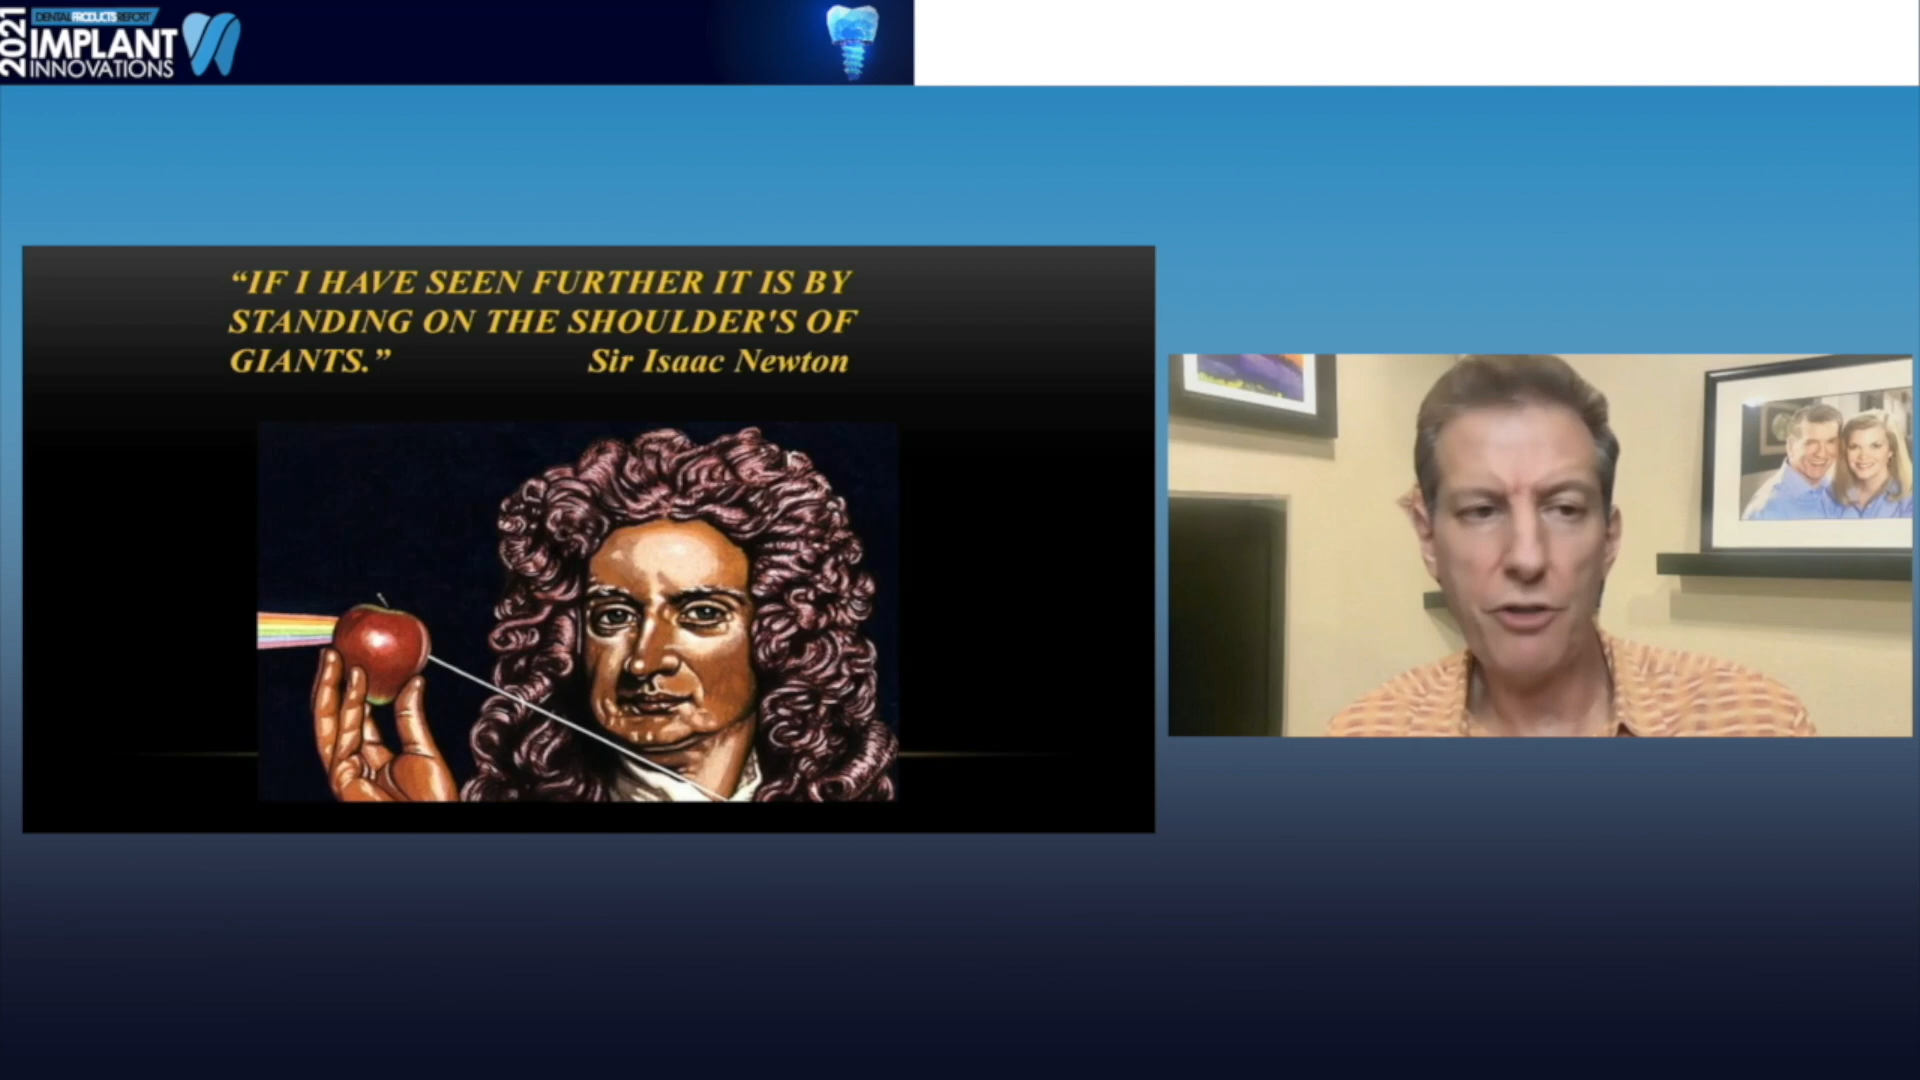 2021
DENTAL PRODUCTS REPORT
IMPLANT
INNOVATIONS
“IF I HAVE SEEN FURTHER IT IS BY
STANDING ON THE SHOULDER'S OF
GIANTS.” Sir Isaac Newton